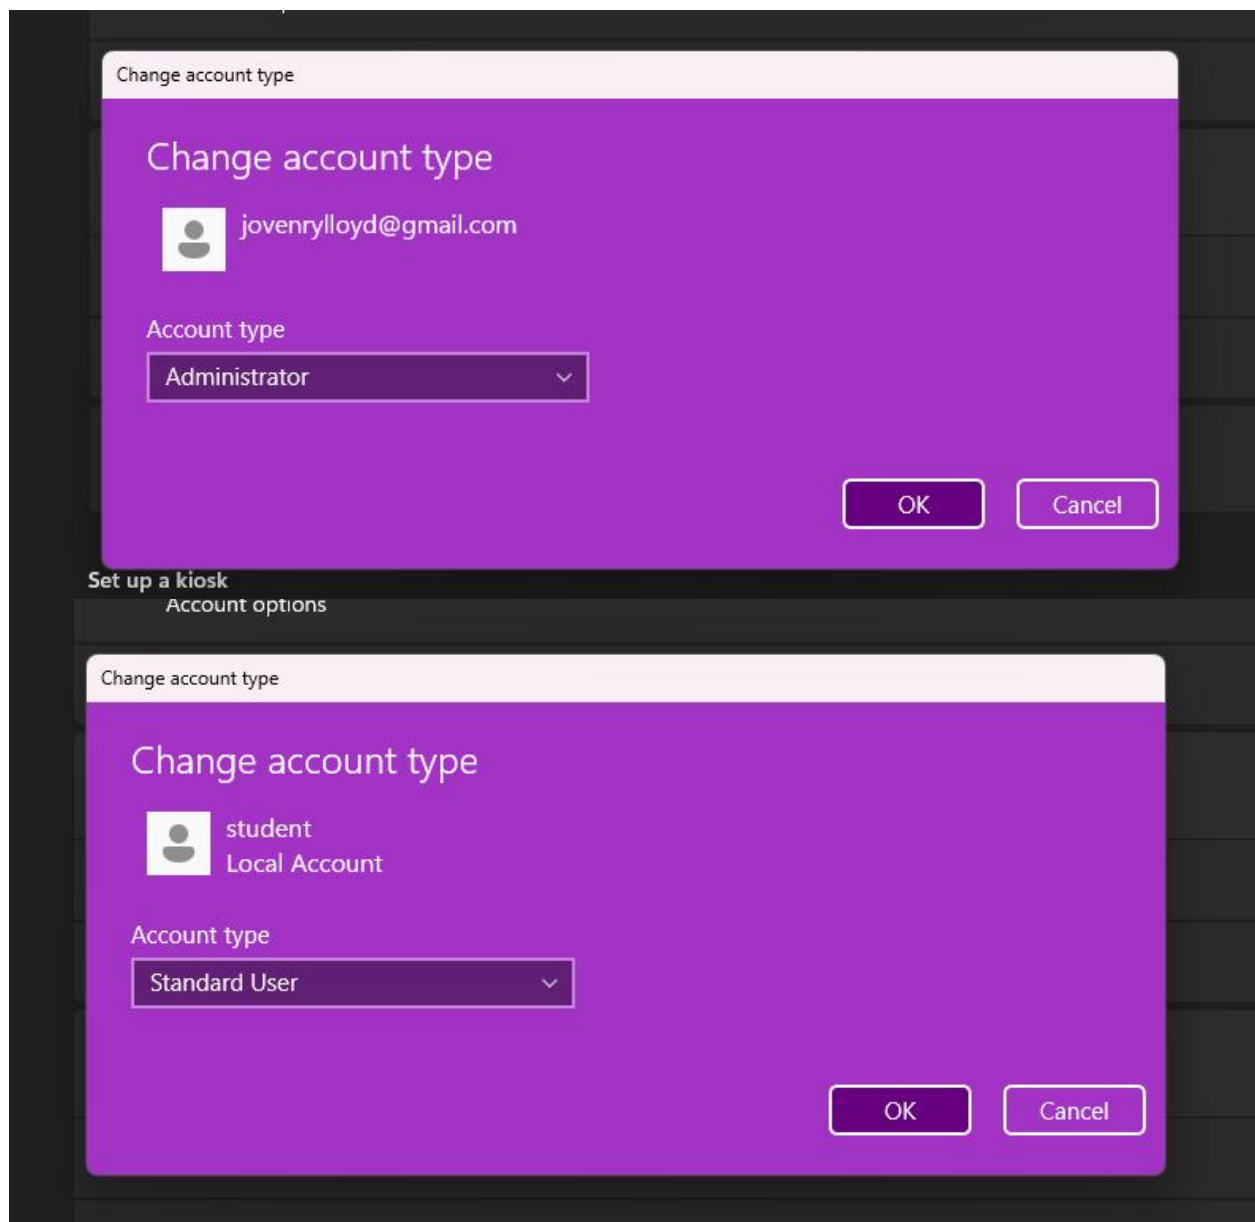 Change account type
Change account type
jovenrylloyd@gmail.com
Account type
Administrator
OK Cancel
Set up a kiosk
Account options
Change account type
Change account type
student
Local Account
Account type
Standard User
OK Cancel